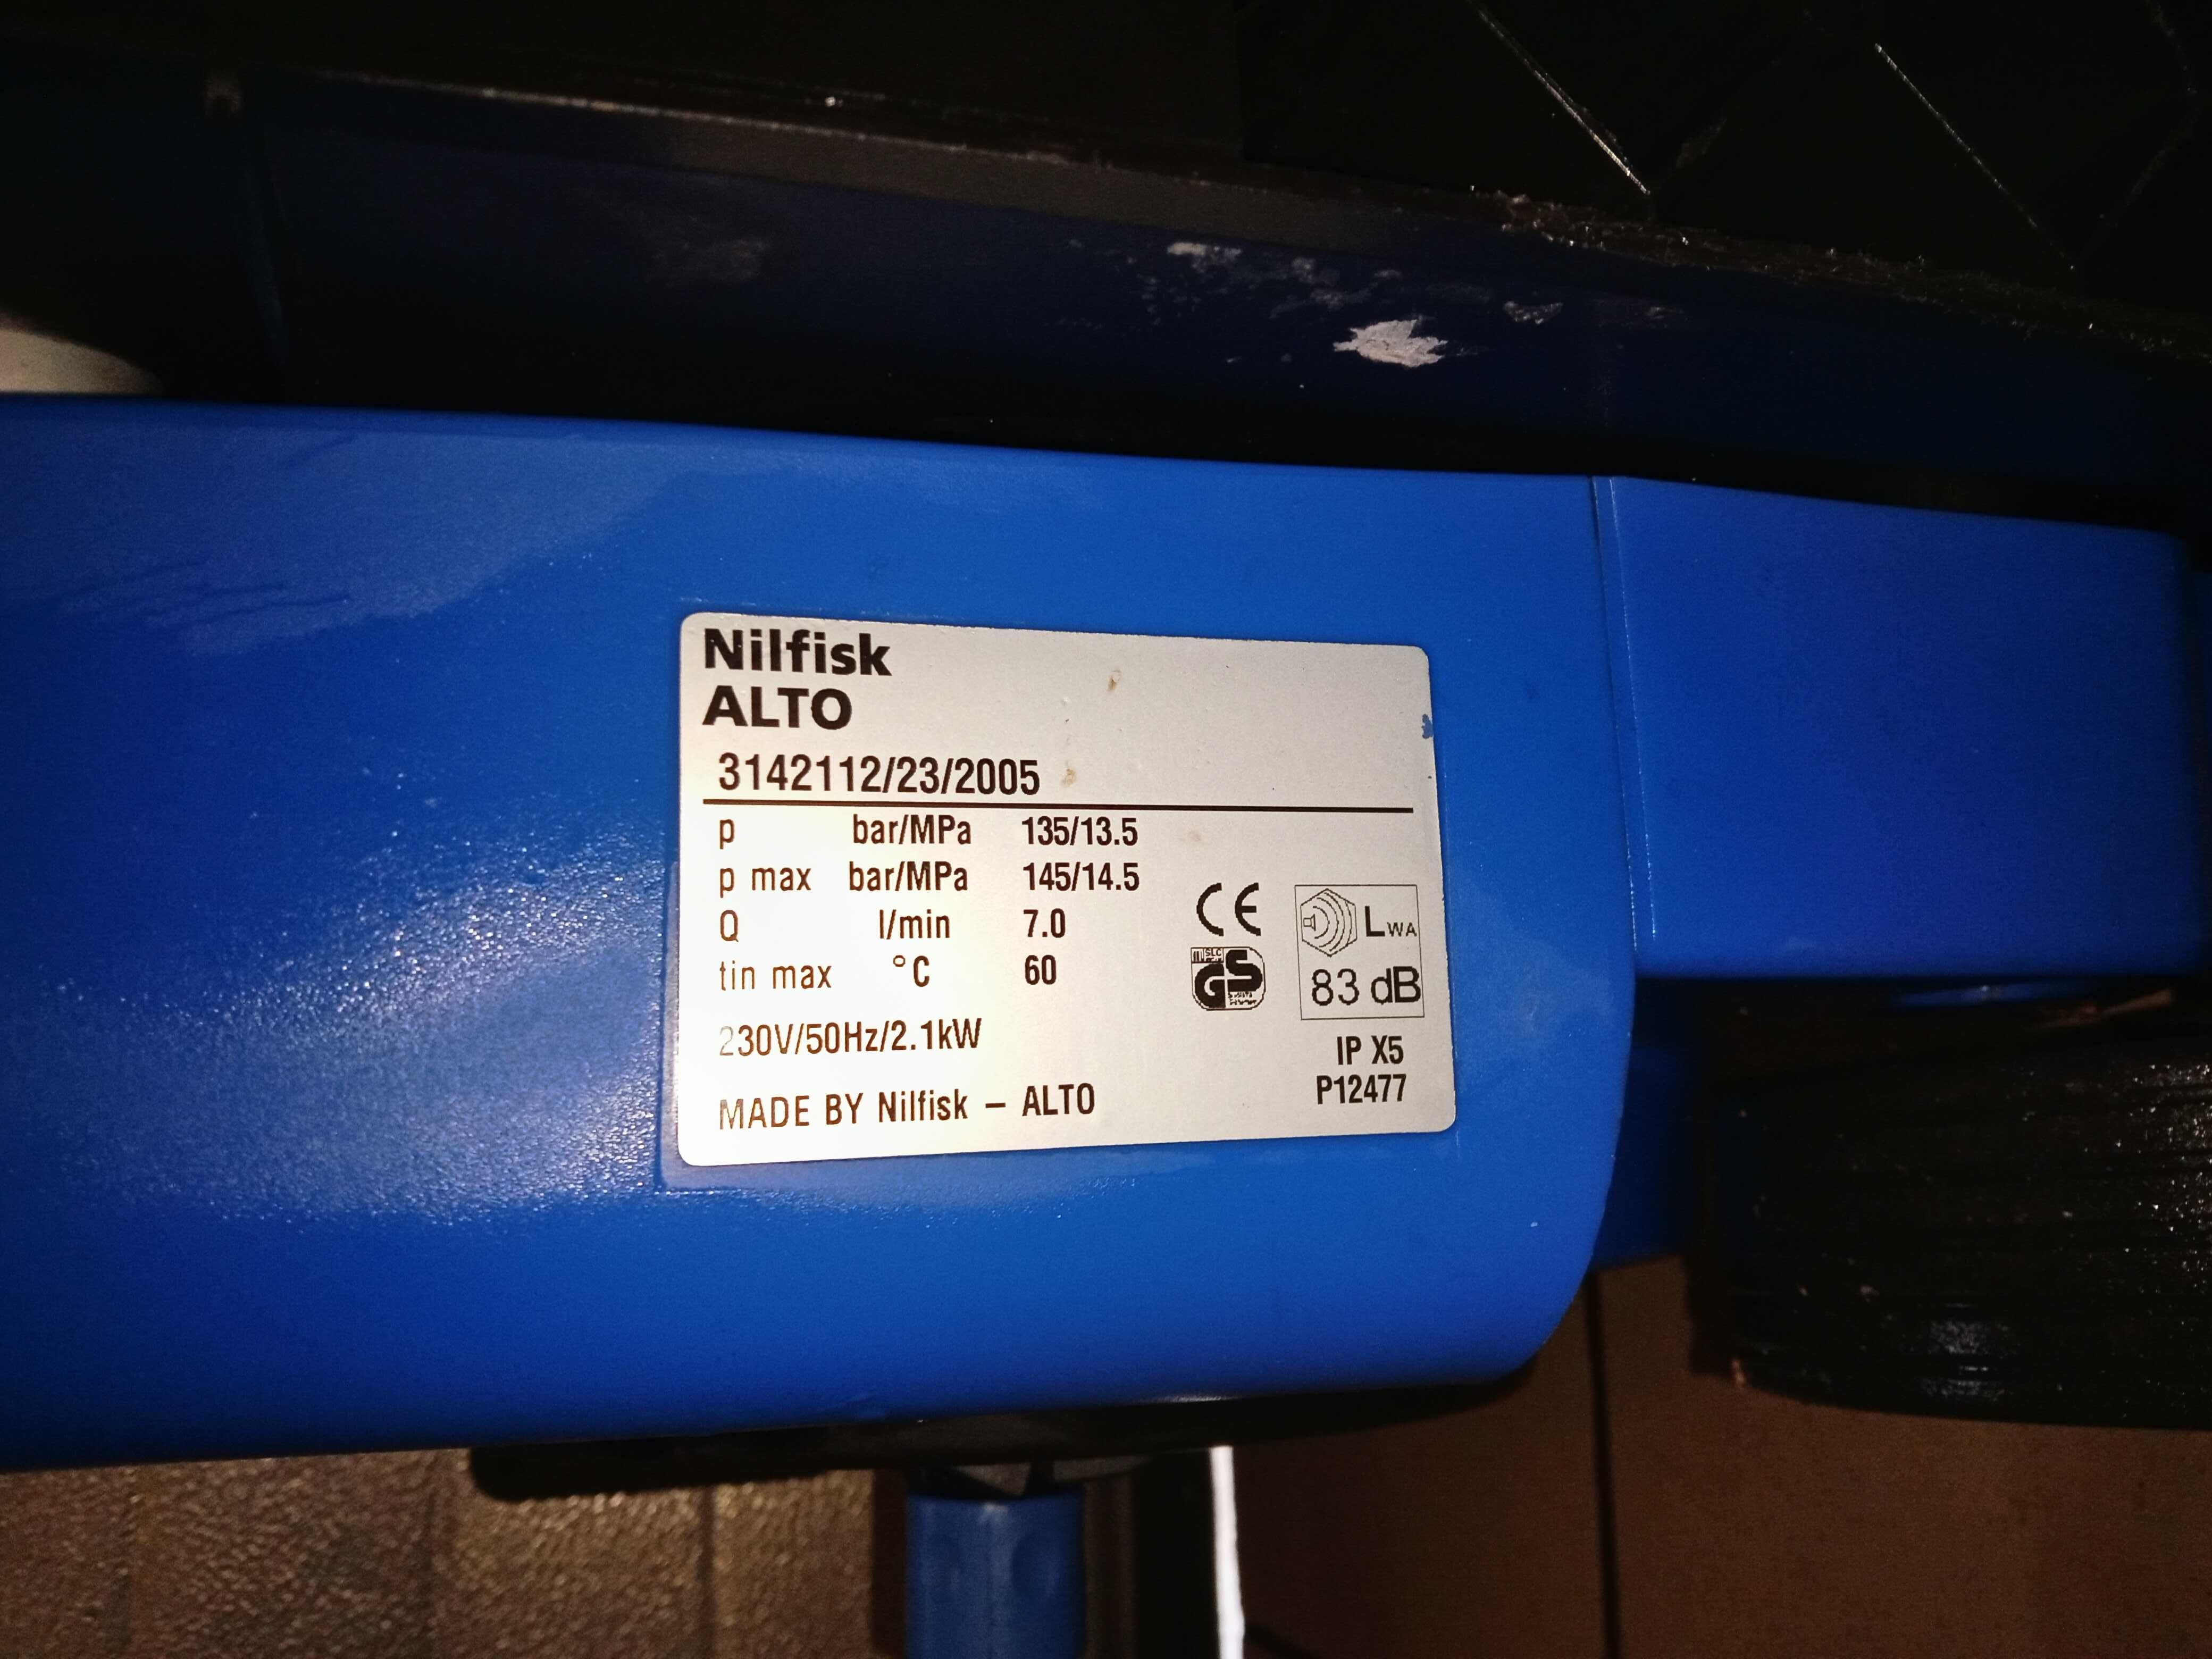 Nilfisk
ALTO
3142112/23/2005
p bar/MPa 135/13.5
p max bar/MPa 145/14.5
Q l/min 7.0
tin max °C 60
230V/50Hz/2.1kW
MADE BY Nilfisk – ALTO
CE
SLG
GS
LWA
83 dB
IP X5
P12477